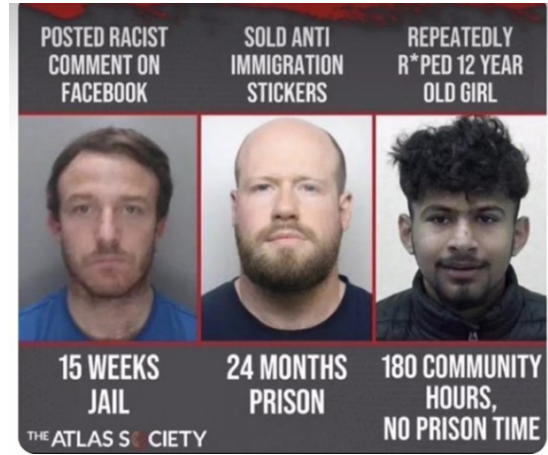 POSTED RACIST
COMMENT ON
FACEBOOK
SOLD ANTI
IMMIGRATION
STICKERS
REPEATEDLY
R*PED 12 YEAR
OLD GIRL
15 WEEKS
JAIL
24 MONTHS
PRISON
180 COMMUNITY
HOURS,
NO PRISON TIME
THE ATLAS SOCIETY